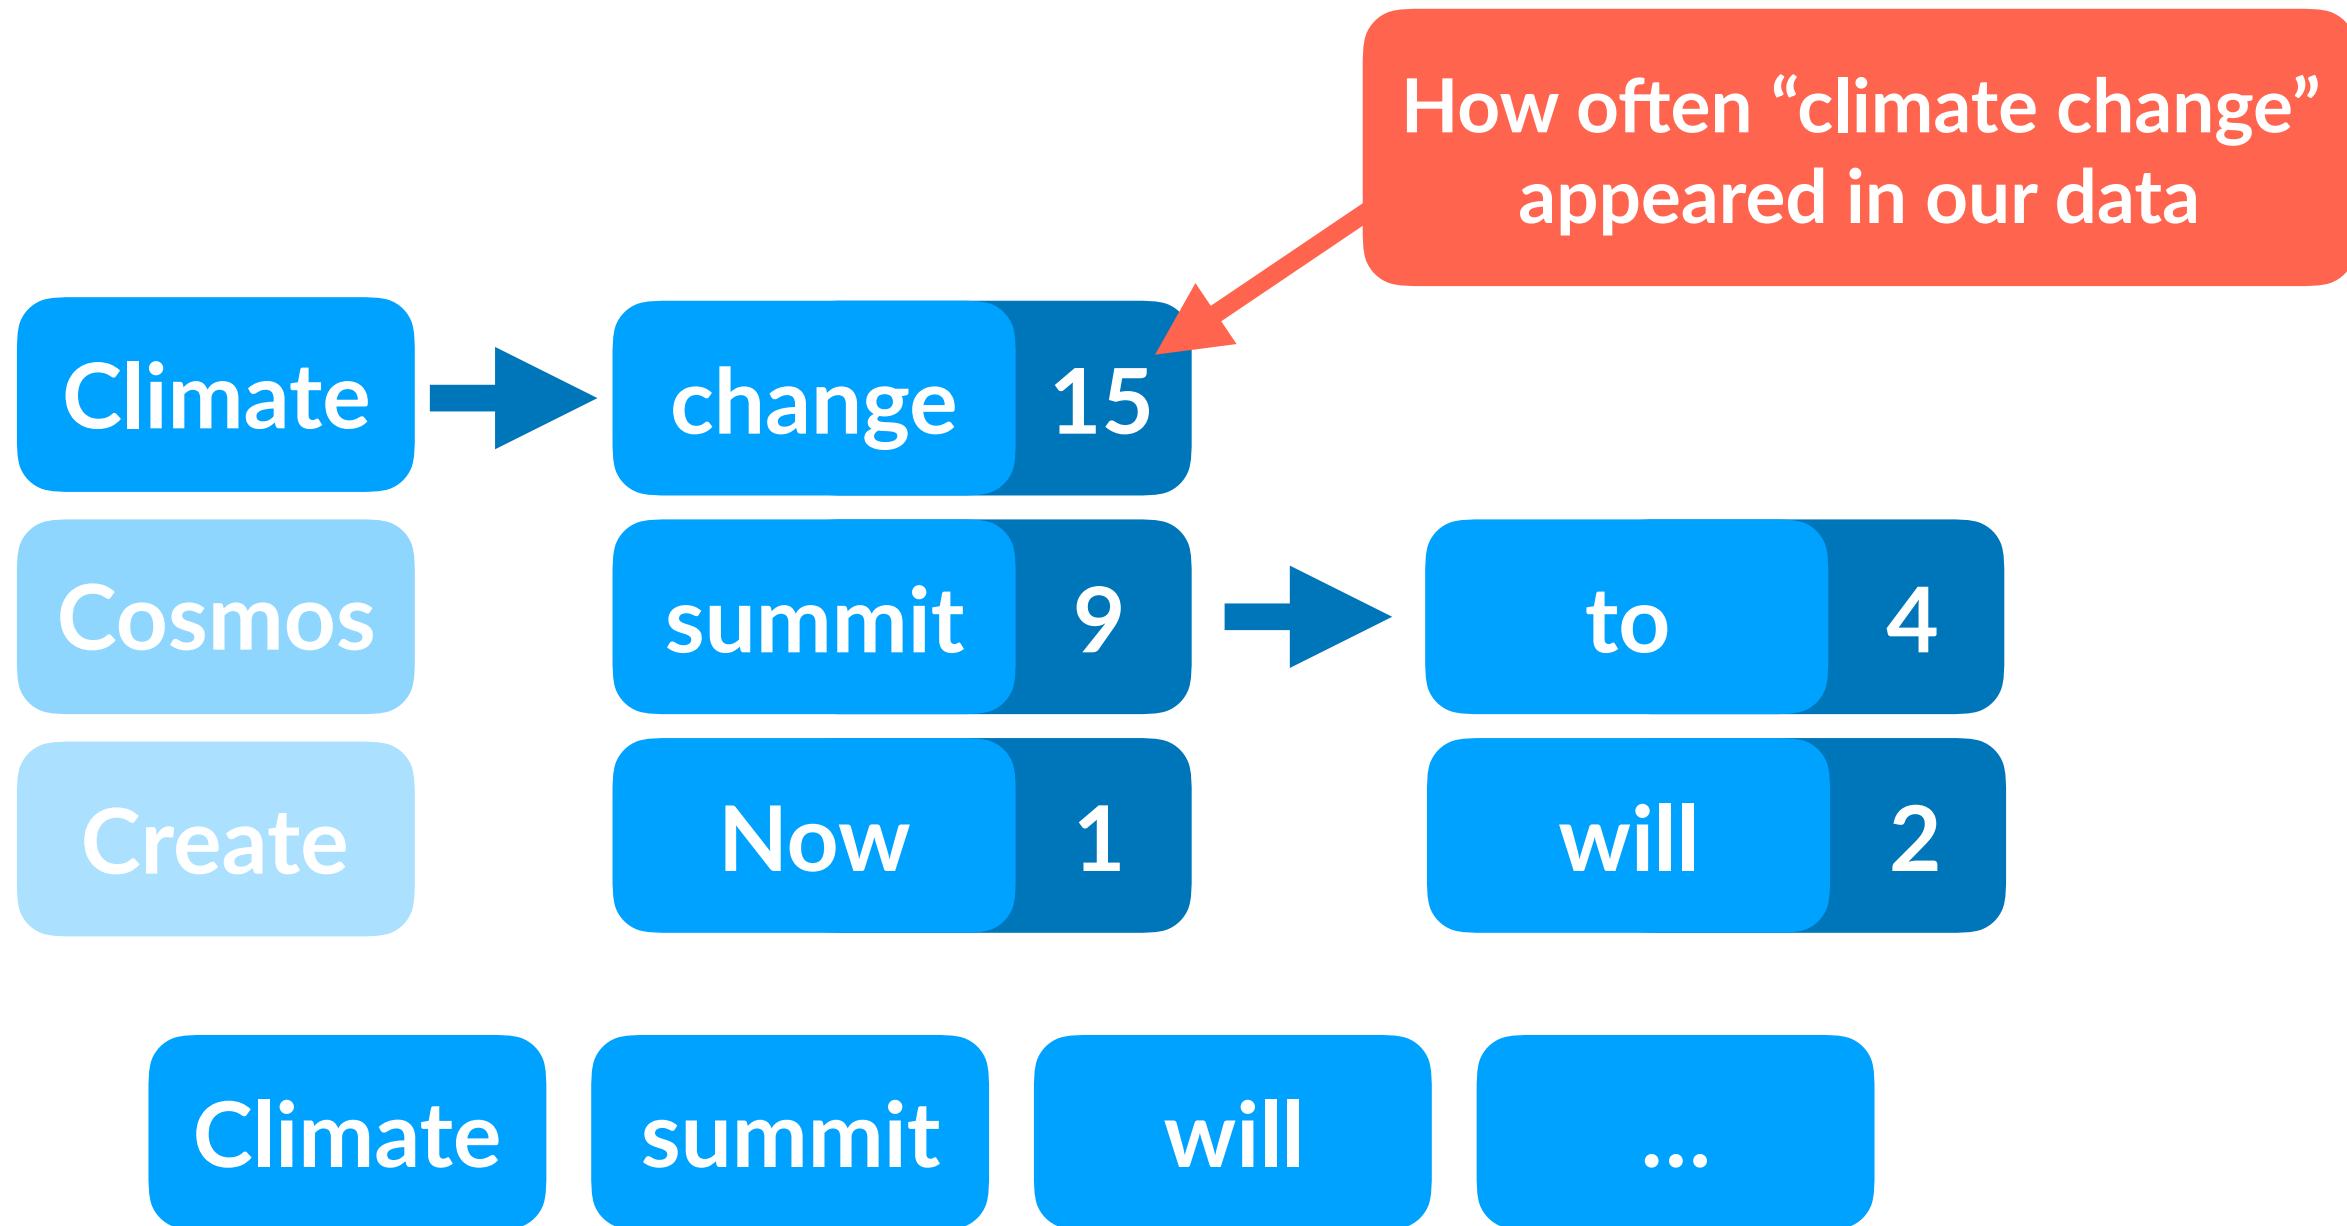 How often “climate change”
appeared in our data
Climate change 15
Cosmos summit 9 to 4
Create Now 1 will 2
Climate summit will ...